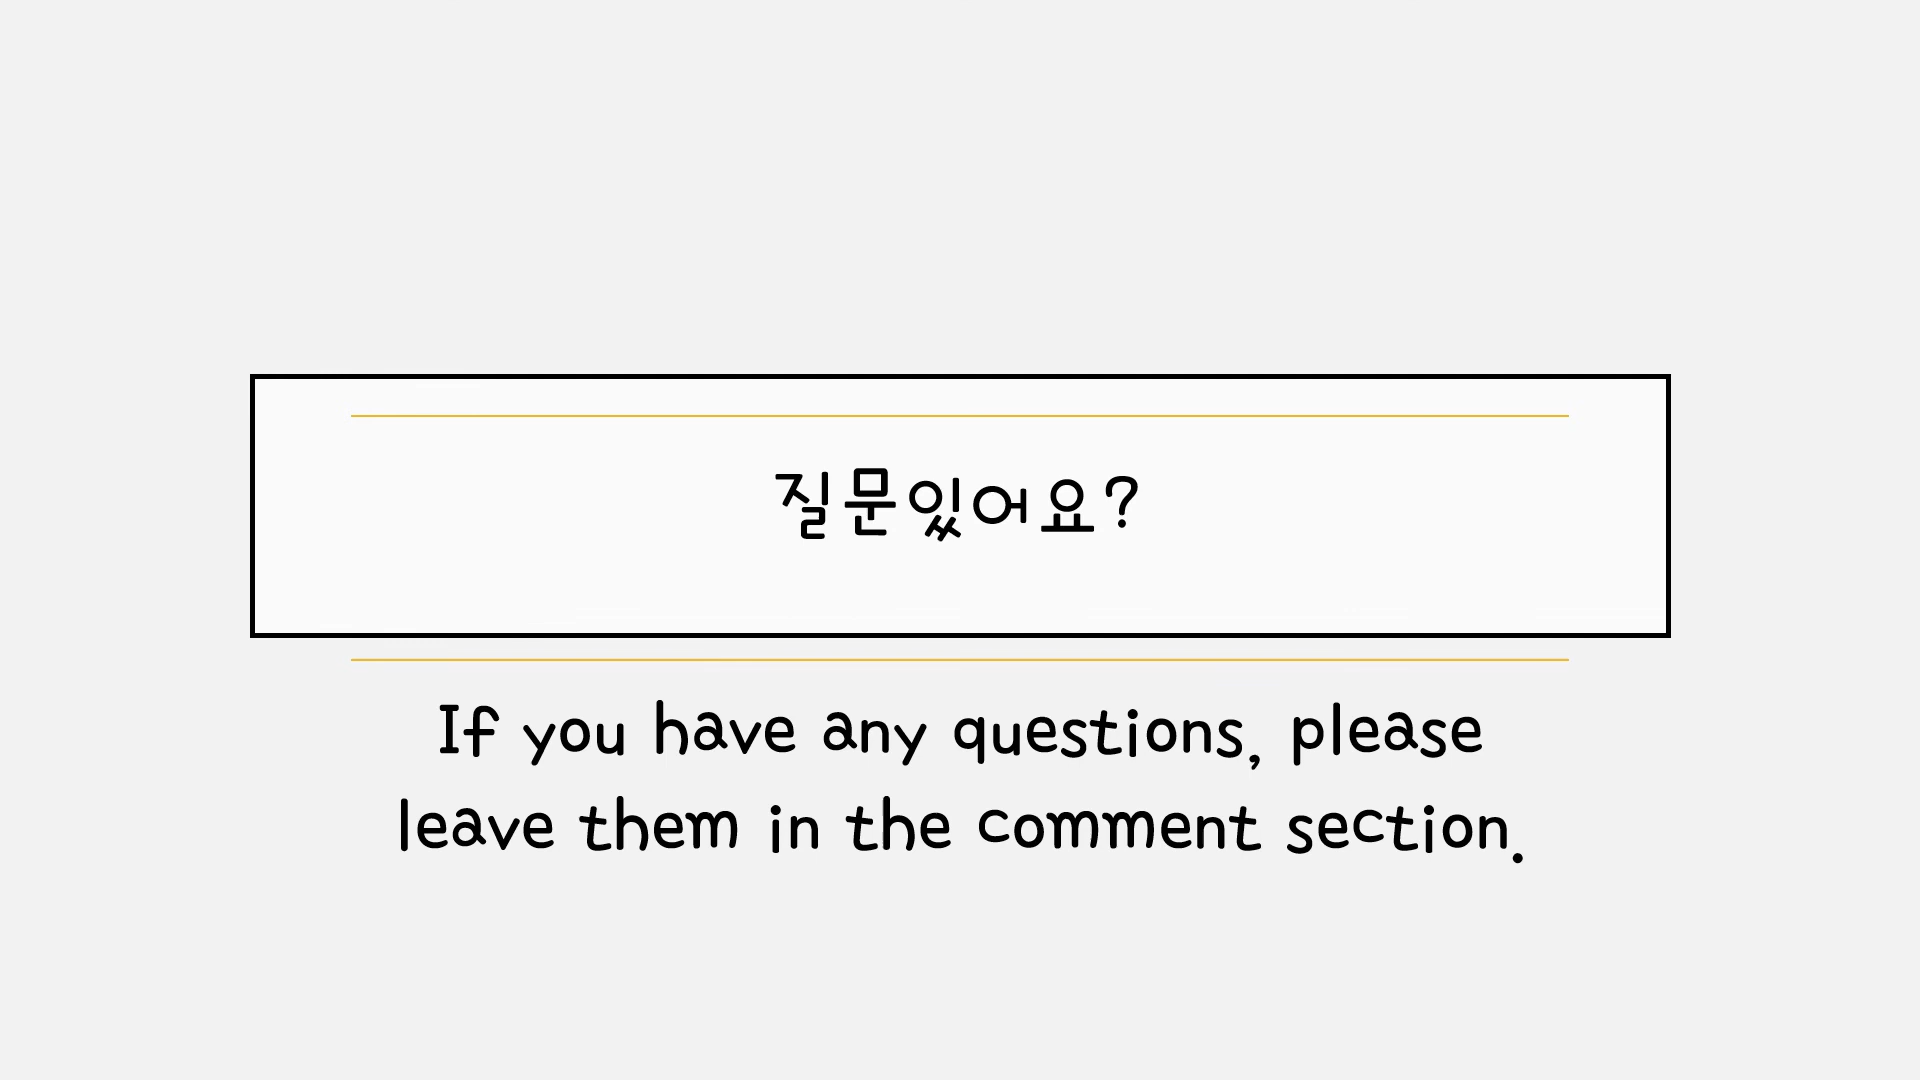 질문있어요?
If you have any questions, please
leave them in the comment section.